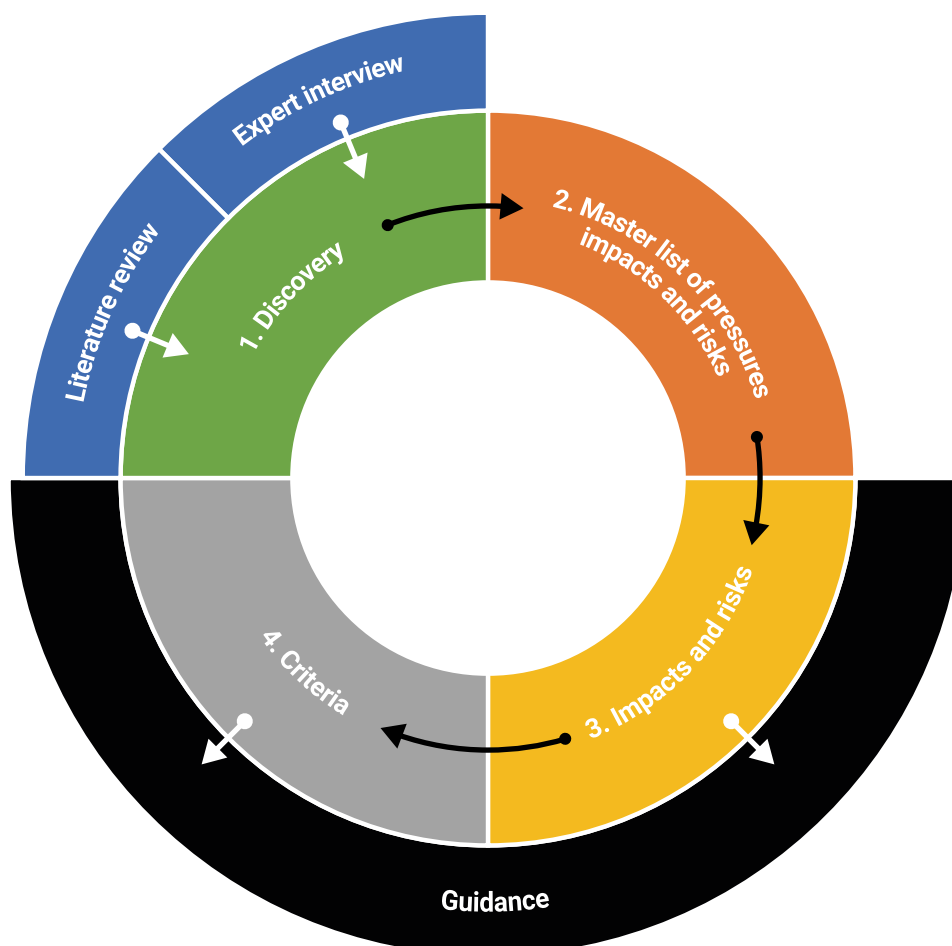 Expert interview
Literature review
1. Discovery
2. Master list of pressures
impacts and risks
3. Impacts and risks
4. Criteria
Guidance